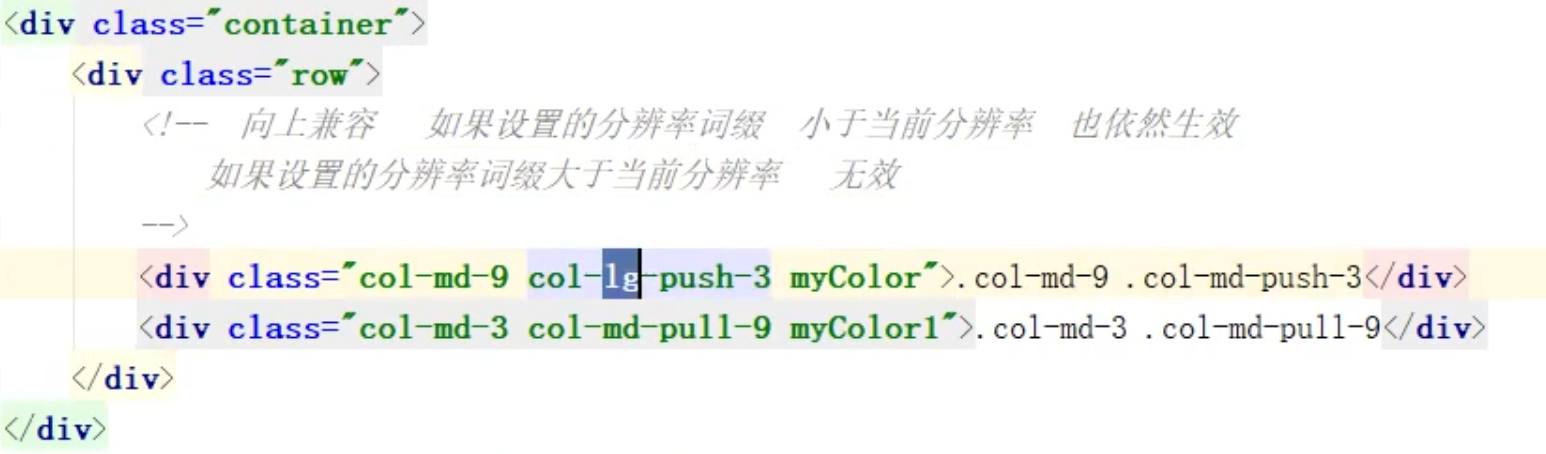 <div class="container">
<div class="row">
<!-- 向上兼容 如果设置的分辨率词缀 小于当前分辨率 也依然生效
如果设置的分辨率词缀大于当前分辨率 无效
-->
<div class="col-md-9 col-lg-push-3 myColor">.col-md-9 .col-md-push-3</div>
<div class="col-md-3 col-md-pull-9 myColor1">.col-md-3 .col-md-pull-9</div>
</div>
</div>